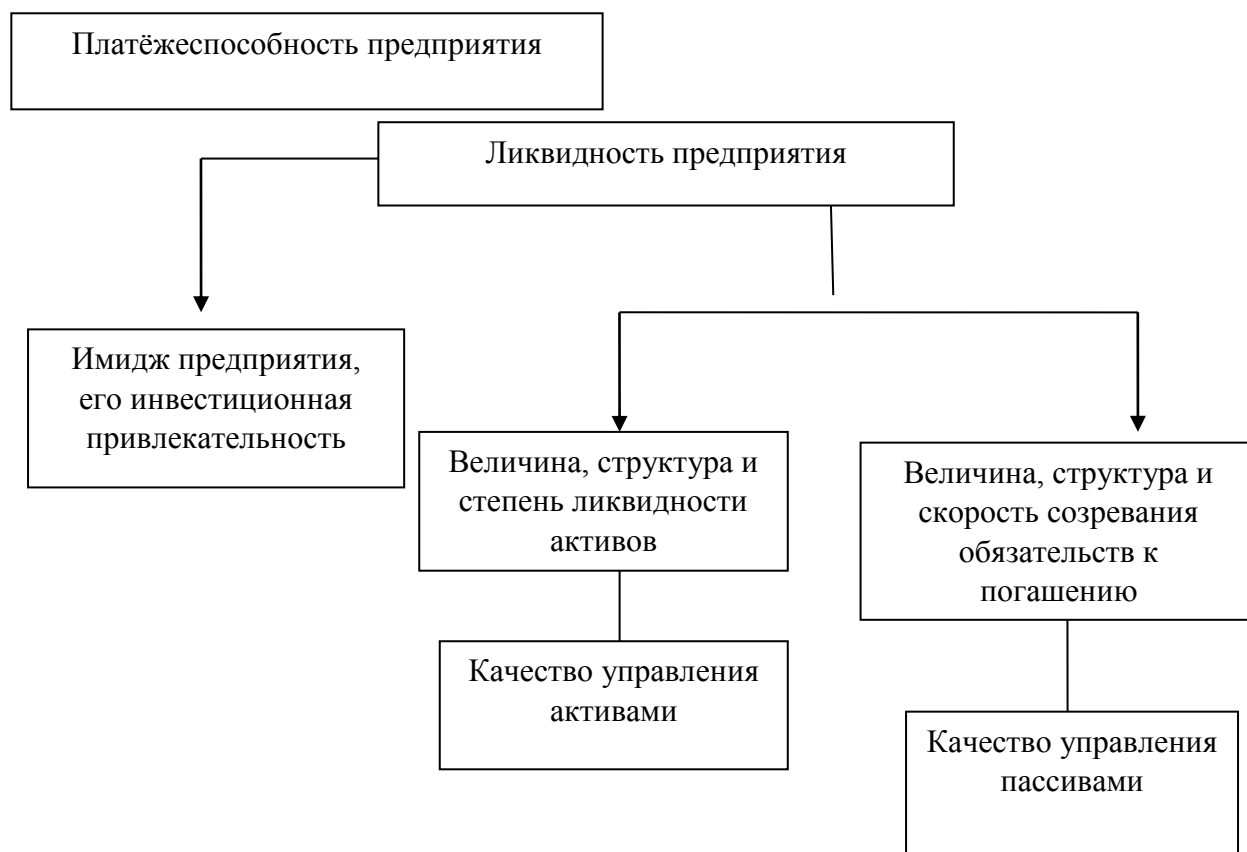 Платёжеспособность предприятия
Ликвидность предприятия
Имидж предприятия,
его инвестиционная
привлекательность
Величина, структура и
степень ликвидности
активов
Величина, структура и
скорость созревания
обязательств к
погашению
Качество управления
активами
Качество управления
пассивами